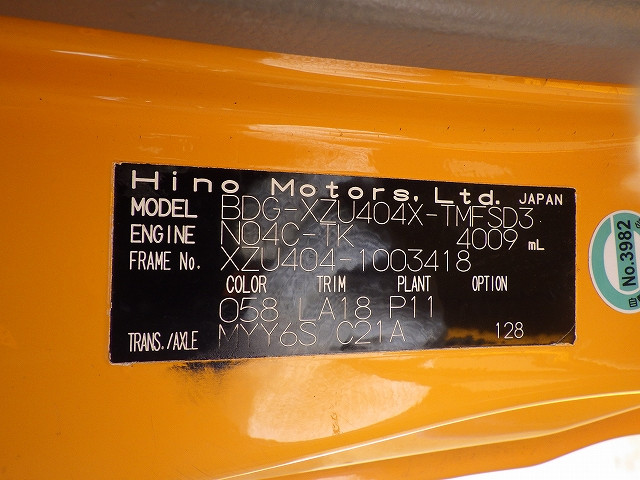 Hino Motors, Ltd. JAPAN
MODEL BDG-XZU404X-TMFSD3
ENGINE N04C-TK 4009 mL
FRAME No. XZU404-1003418
COLOR TRIM PLANT OPTION
058 LA18 P11
TRANS./AXLE MYY6S C21A 128
No.3982